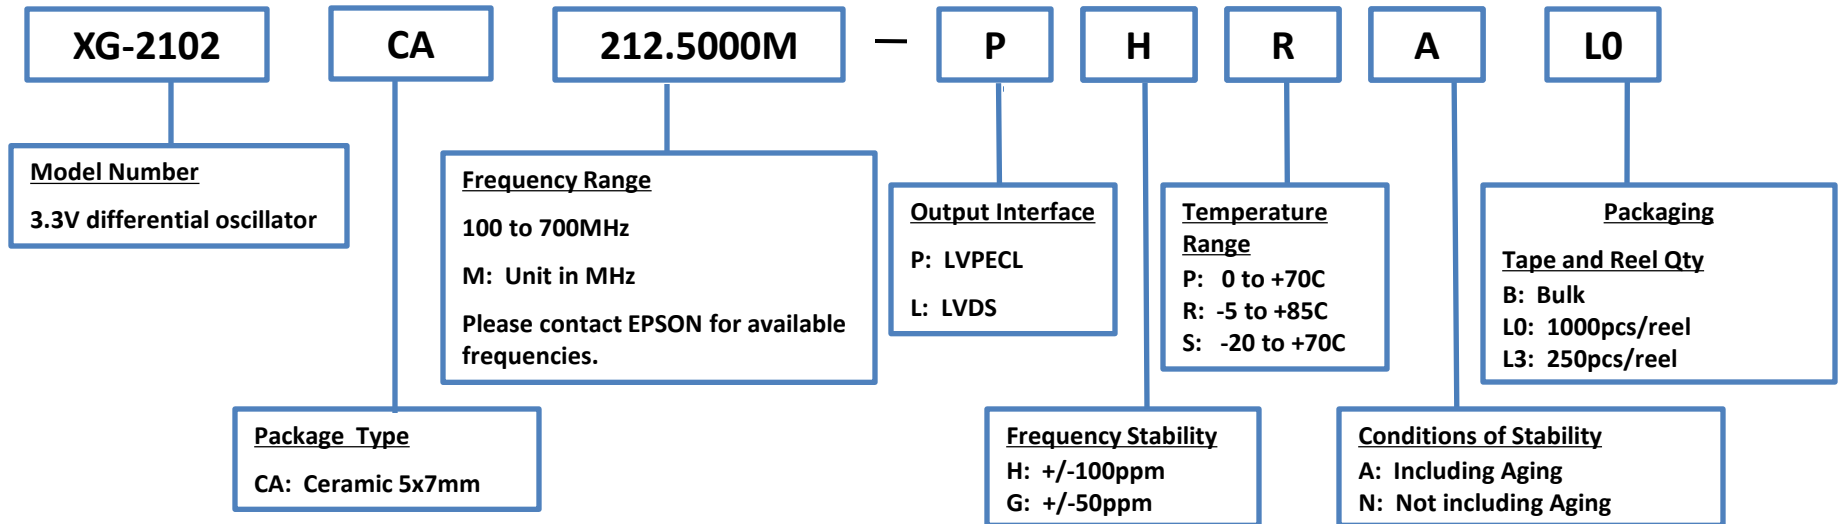 XG-2102 CA 212.5000M — P H R A L0
Model Number
3.3V differential oscillator
Frequency Range
100 to 700MHz
M: Unit in MHz
Please contact EPSON for available
frequencies.
Output Interface
P: LVPECL
L: LVDS
Temperature
Range
P: 0 to +70C
R: -5 to +85C
S: -20 to +70C
Packaging
Tape and Reel Qty
B: Bulk
L0: 1000pcs/reel
L3: 250pcs/reel
Package Type
CA: Ceramic 5x7mm
Frequency Stability
H: +/-100ppm
G: +/-50ppm
Conditions of Stability
A: Including Aging
N: Not including Aging